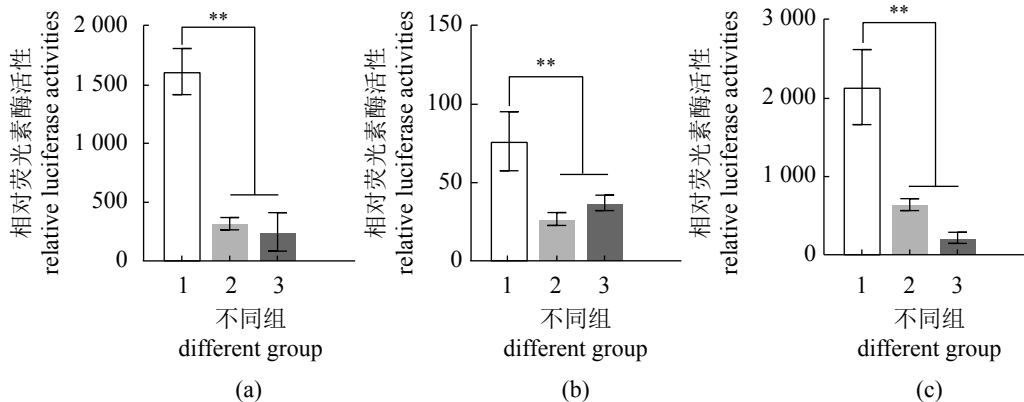 相对荧光素酶活性
relative luciferase activities
2 000
1 500
1 000
500
0
**
1 2 3
不同组
different group
(a)
相对荧光素酶活性
relative luciferase activities
150
100
50
0
**
1 2 3
不同组
different group
(b)
相对荧光素酶活性
relative luciferase activities
3 000
2 000
1 000
0
**
1 2 3
不同组
different group
(c)